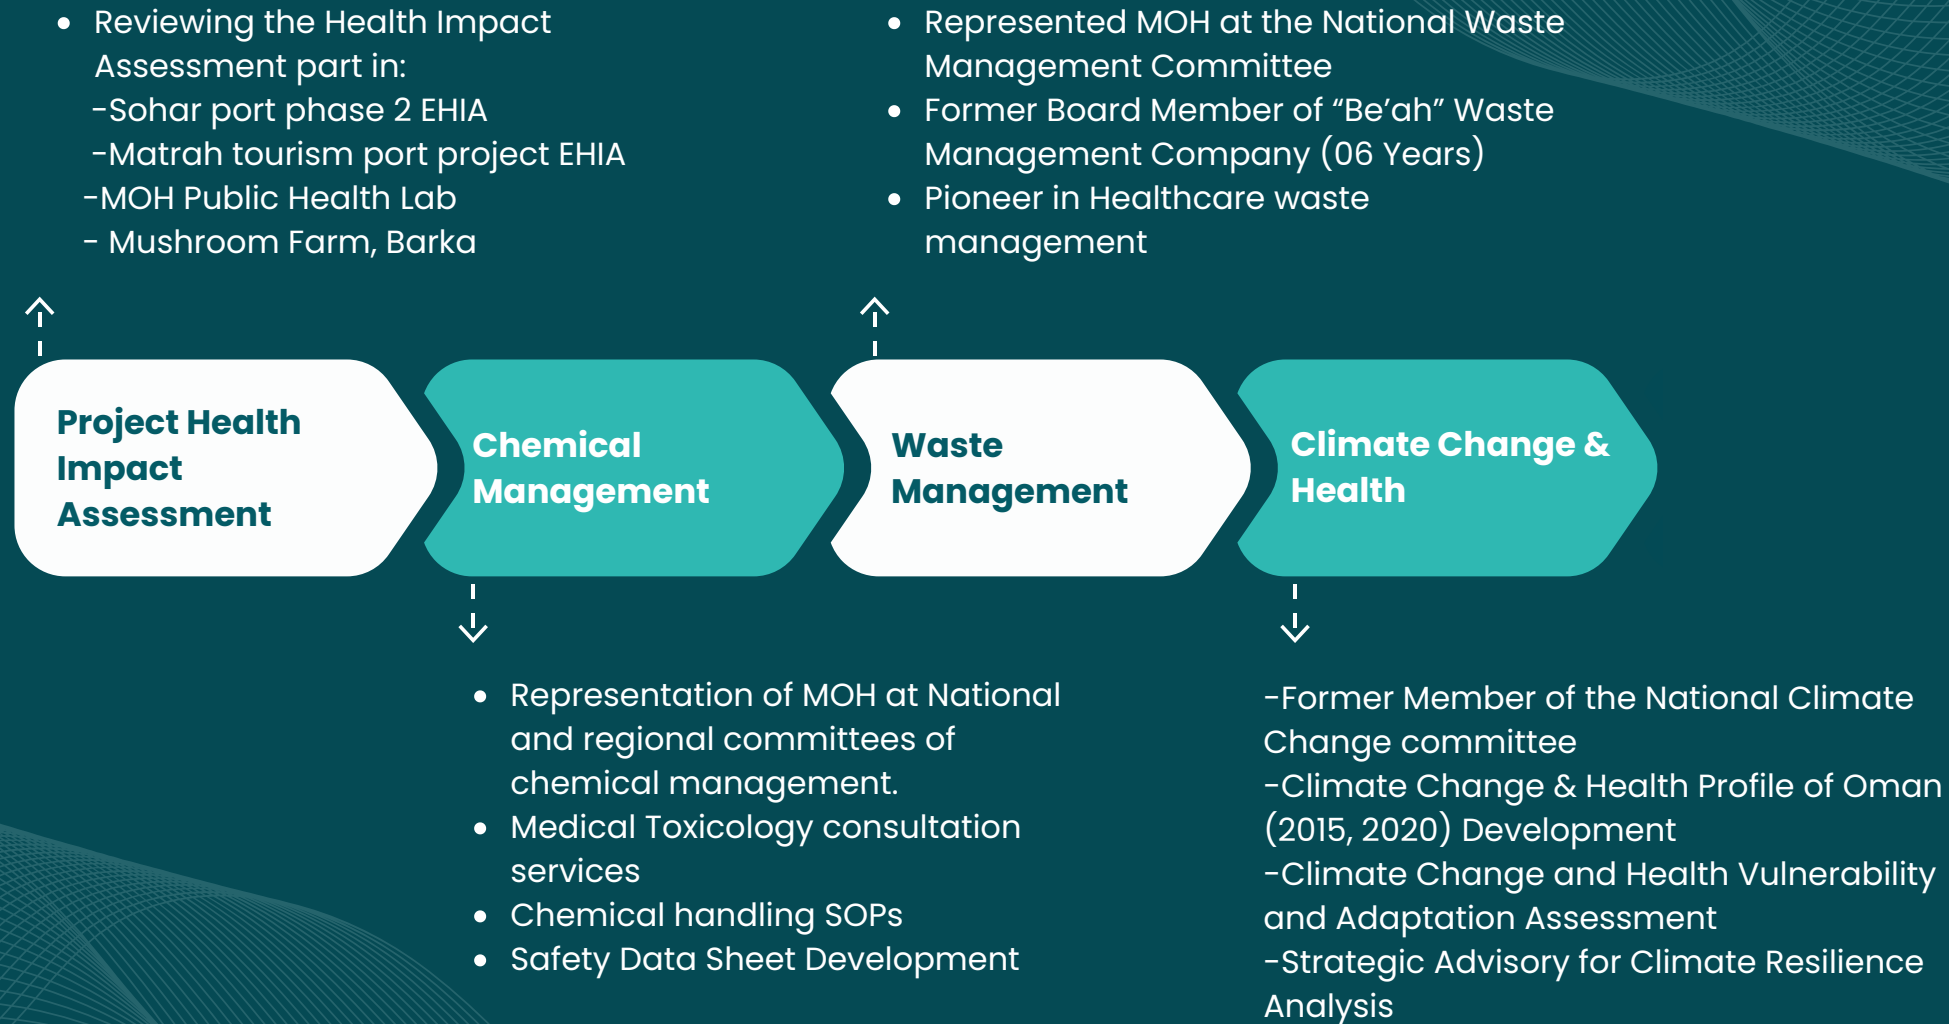 • Reviewing the Health Impact
Assessment part in:
-Sohar port phase 2 EHIA
-Matrah tourism port project EHIA
-MOH Public Health Lab
- Mushroom Farm, Barka
• Represented MOH at the National Waste
Management Committee
• Former Board Member of “Be’ah” Waste
Management Company (06 Years)
• Pioneer in Healthcare waste
management
Project Health
Impact
Assessment
Chemical
Management
Waste
Management
Climate Change &
Health
• Representation of MOH at National
and regional committees of
chemical management.
• Medical Toxicology consultation
services
• Chemical handling SOPs
• Safety Data Sheet Development
-Former Member of the National Climate
Change committee
-Climate Change & Health Profile of Oman
(2015, 2020) Development
-Climate Change and Health Vulnerability
and Adaptation Assessment
-Strategic Advisory for Climate Resilience
Analysis